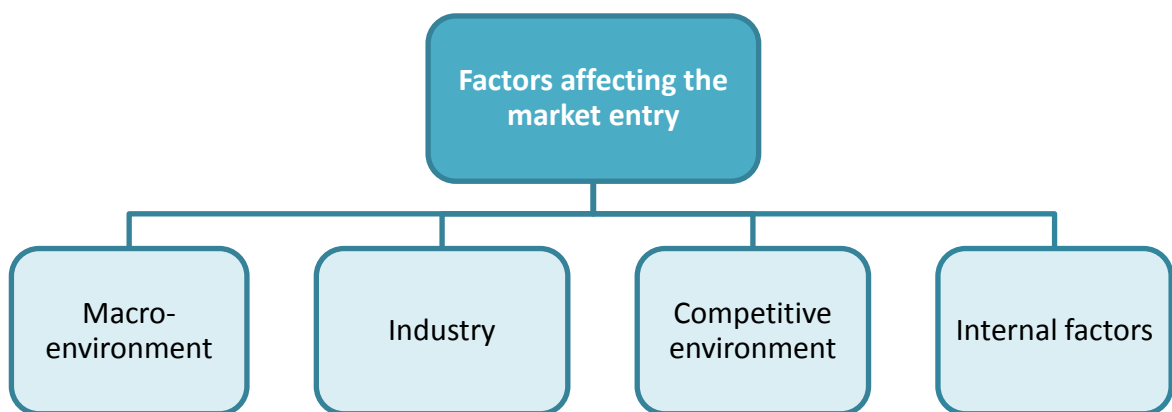 Factors affecting the
market entry
Macro-
environment
Industry
Competitive
environment
Internal factors